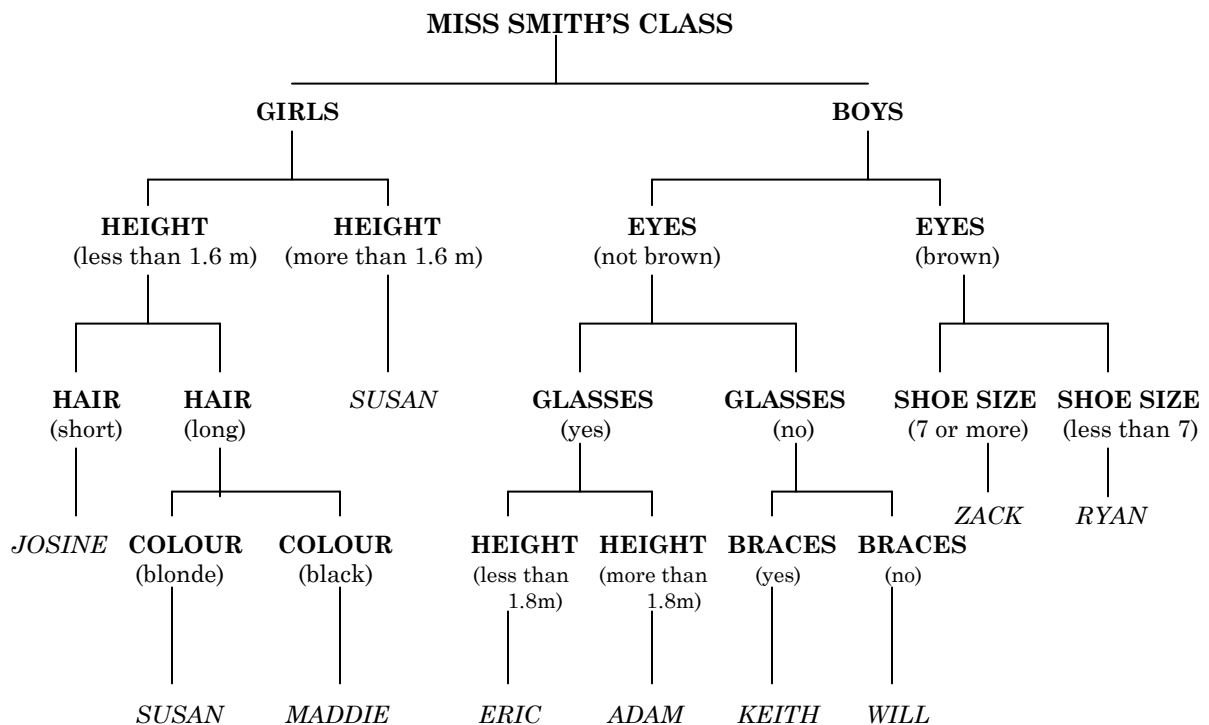 MISS SMITH'S CLASS
GIRLS BOYS
HEIGHT HEIGHT EYES EYES
(less than 1.6 m) (more than 1.6 m) (not brown) (brown)
HAIR HAIR SUSAN GLASSES GLASSES SHOE SIZE SHOE SIZE
(short) (long) (yes) (no) (7 or more) (less than 7)
ZACK RYAN
JOSINE COLOUR COLOUR HEIGHT HEIGHT BRACES BRACES
(blonde) (black) (less than (more than (yes) (no)
1.8m) 1.8m)
SUSAN MADDIE ERIC ADAM KEITH WILL